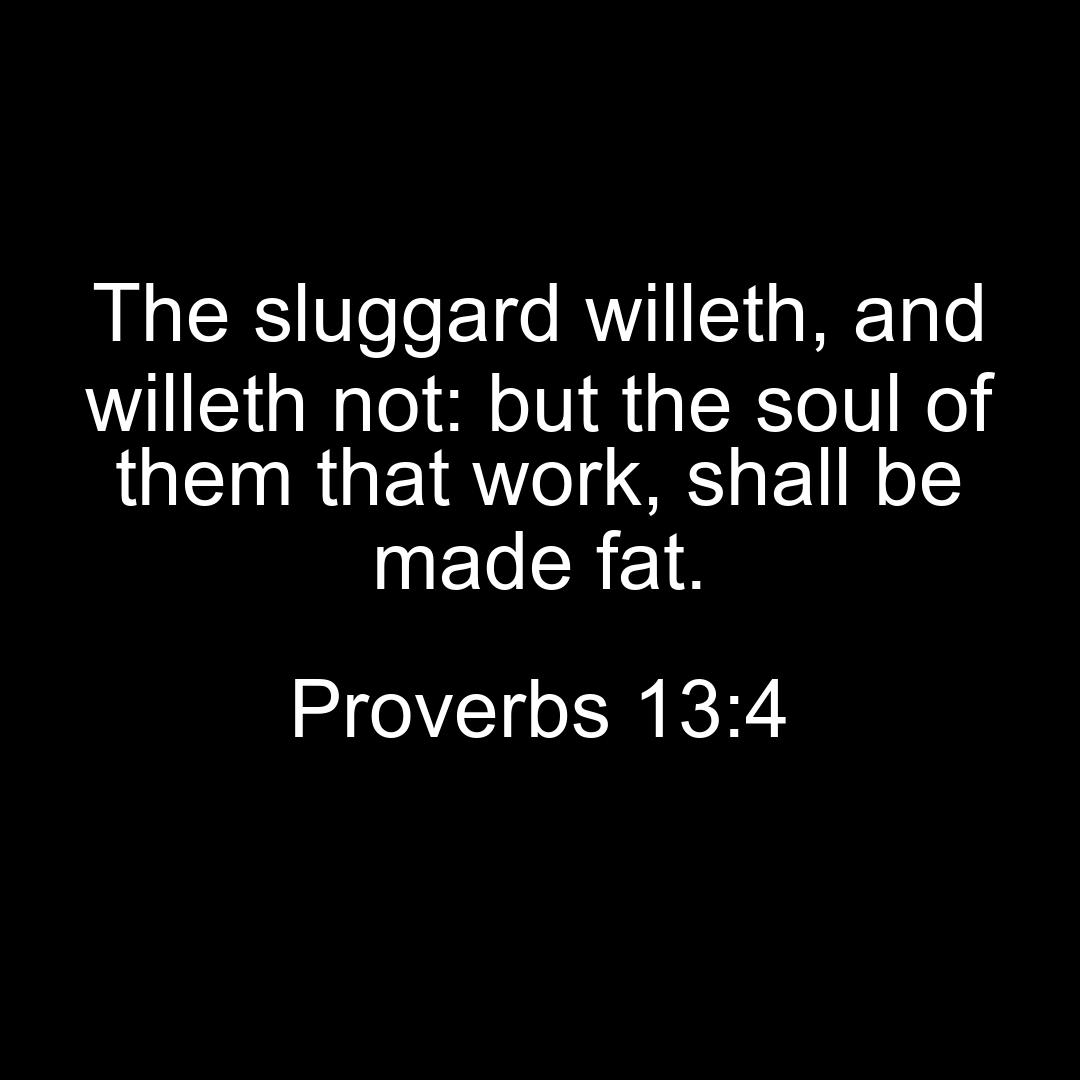 The sluggard willeth, and
willeth not: but the soul of
them that work, shall be
made fat.
Proverbs 13:4